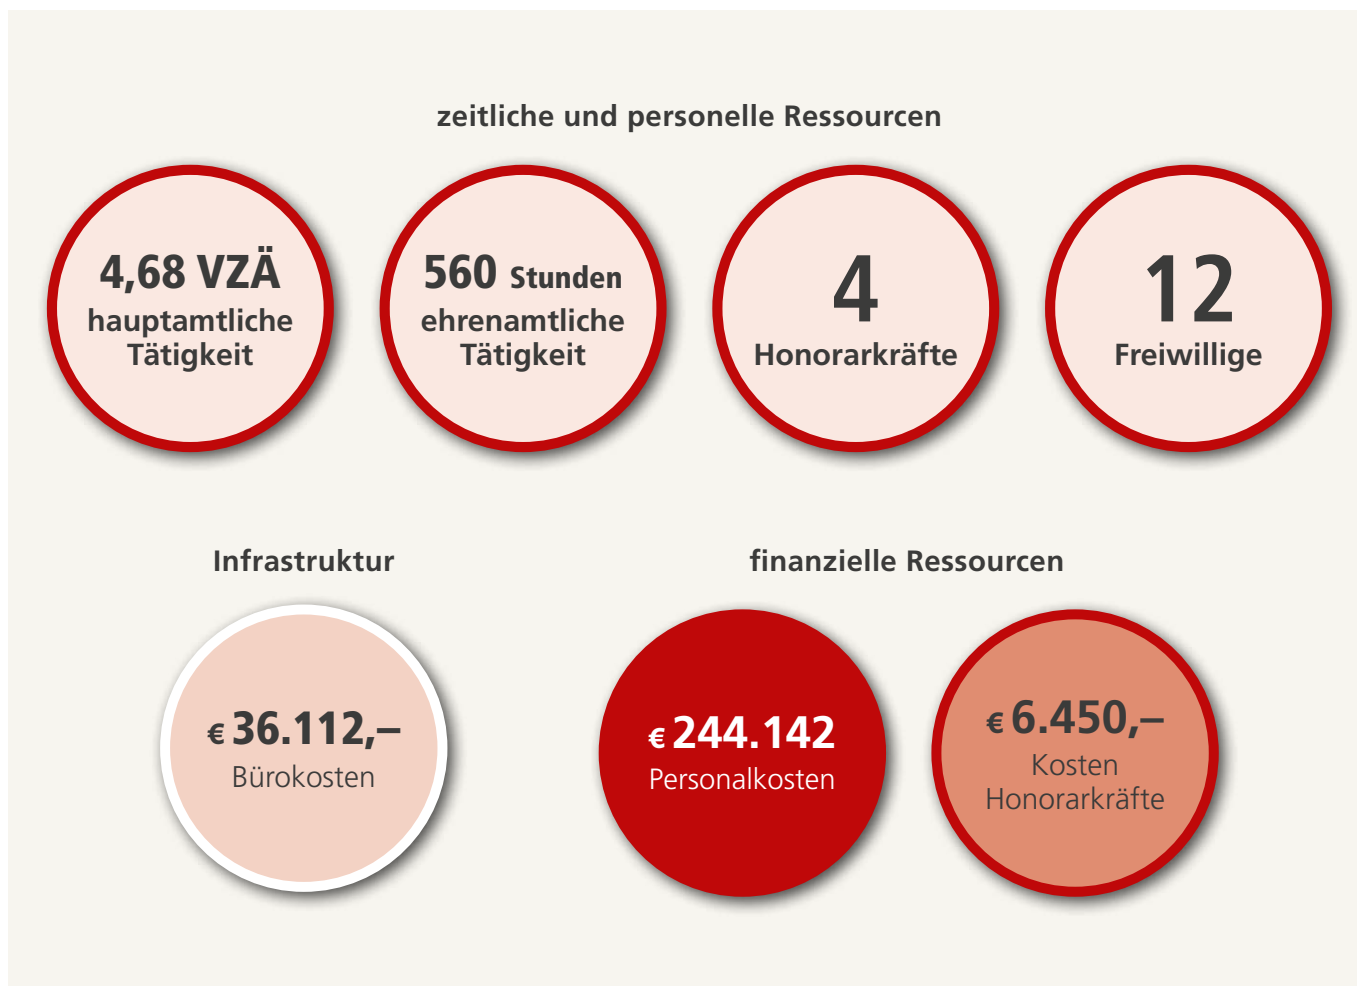 zeitliche und personelle Ressourcen
4,68 VZÄ
hauptamtliche
Tätigkeit
560 Stunden
ehrenamtliche
Tätigkeit
4
Honorarkräfte
12
Freiwillige
Infrastruktur
€ 36.112,–
Bürokosten
finanzielle Ressourcen
€ 244.142
Personalkosten
€ 6.450,–
Kosten
Honorarkräfte